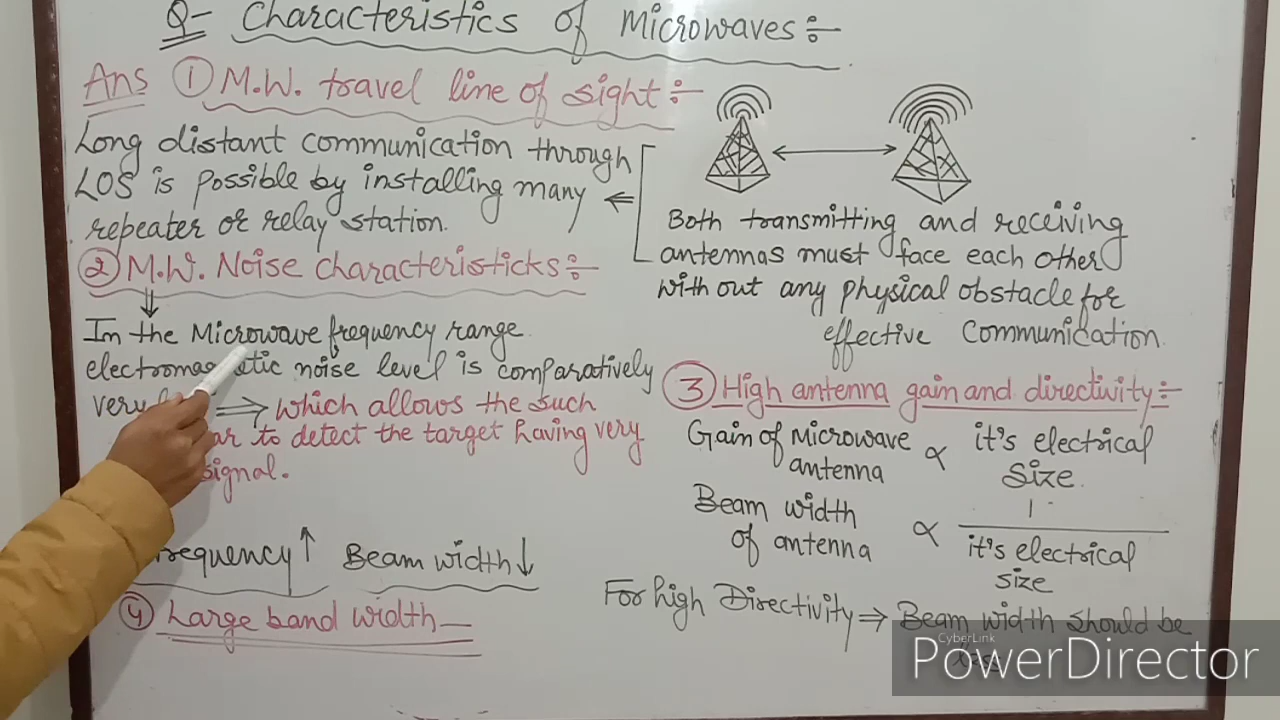 Q- Characteristics of Microwaves:-
Ans ① M.W. travel line of sight:-
Long distant communication through
LOS is possible by installing many
repeater or relay station.
Both transmitting and receiving
antennas must face each other
without any physical obstacle for
effective Communication.
② M.W. Noise characteristicks:-
In the Microwave frequency range
electromagnetic noise level is comparatively
very
⇒ which allows the such
to detect the target having very
signal.
③ High antenna gain and directivity:-
Gain of Microwave antenna ∝ it's electrical size.
Beam width of antenna ∝ 1 / it's electrical size
For high Directivity ⇒ Beam width should be
frequency ↑ Beam width ↓
④ Large band width—
CyberLink
PowerDirector